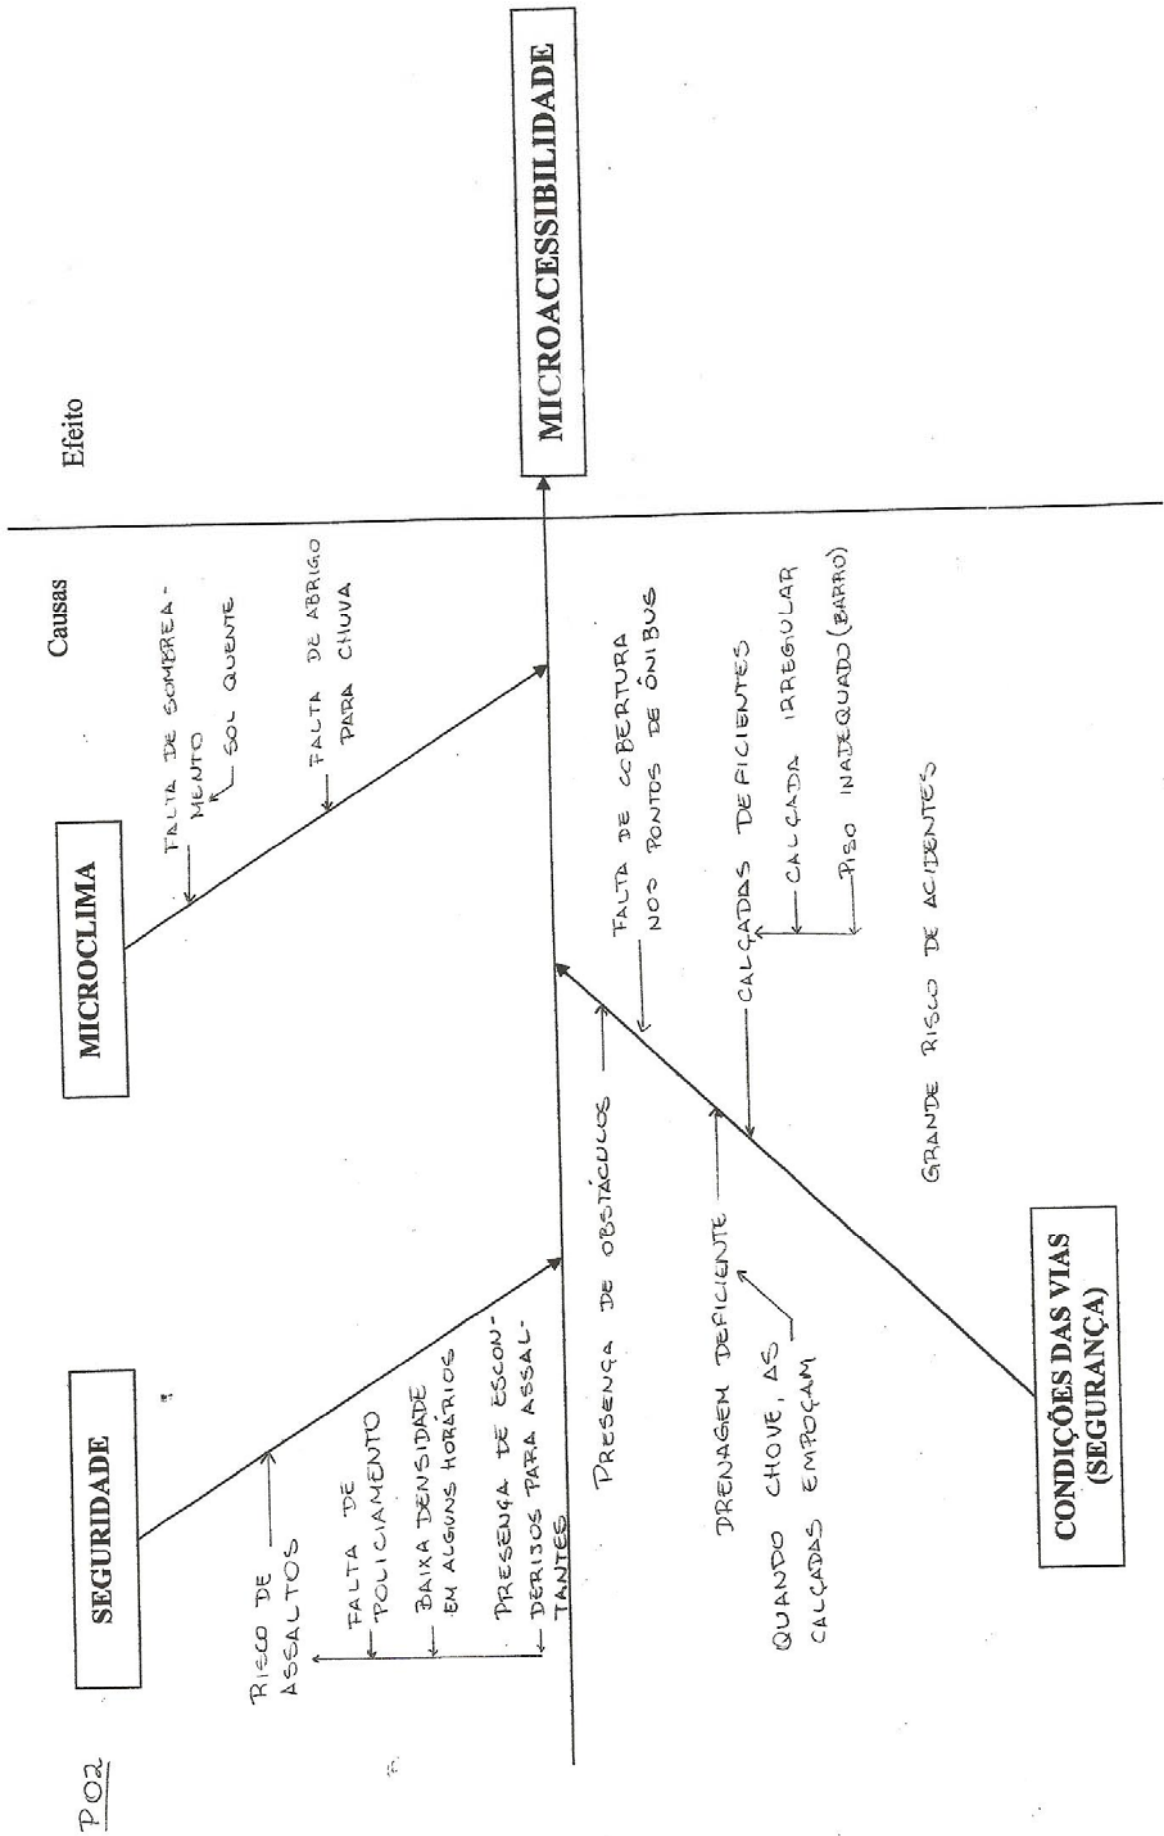 P02
Causas
Efeito
SEGURIDADE
MICROCLIMA
RISCO DE
ASSALTOS
FALTA DE
POLICIAMENTO
BAIXA DENSIDADE
EM ALGUNS HORÁRIOS
PRESENÇA DE ESCON-
DERIJOS PARA ASSAL-
TANTES
FALTA DE SOMBREA-
MENTO
SOL QUENTE
FALTA DE ABRIGO
PARA CHUVA
MICROACESSIBILIDADE
PRESENÇA DE OBSTÁCULOS
FALTA DE COBERTURA
NOS PONTOS DE ÔNIBUS
DRENAGEM DEFICIENTE
QUANDO CHOVE, AS
CALÇADAS EMPOÇAM
CALÇADAS DEFICIENTES
CALÇADA IRREGULAR
PISO INADEQUADO (BARRO)
GRANDE RISCO DE ACIDENTES
CONDIÇÕES DAS VIAS
(SEGURANÇA)